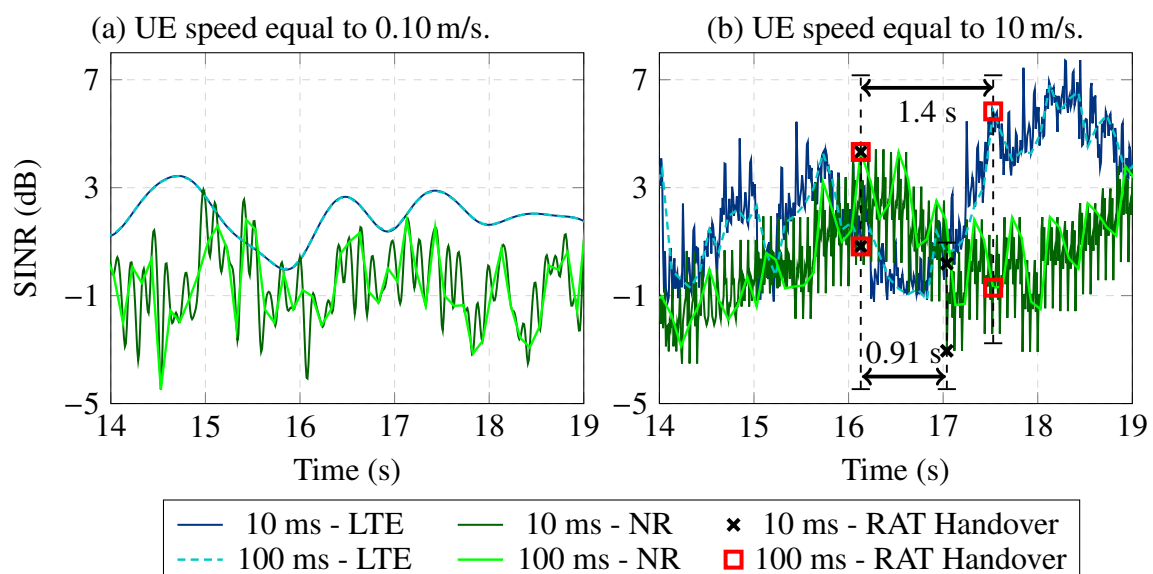 (a) UE speed equal to 0.10 m/s.
(b) UE speed equal to 10 m/s.
SINR (dB)
7
3
−1
−5
14 15 16 17 18 19
Time (s)
7
3
−1
−5
1.4 s
0.91 s
14 15 16 17 18 19
Time (s)
10 ms - LTE 10 ms - NR 10 ms - RAT Handover
100 ms - LTE 100 ms - NR 100 ms - RAT Handover